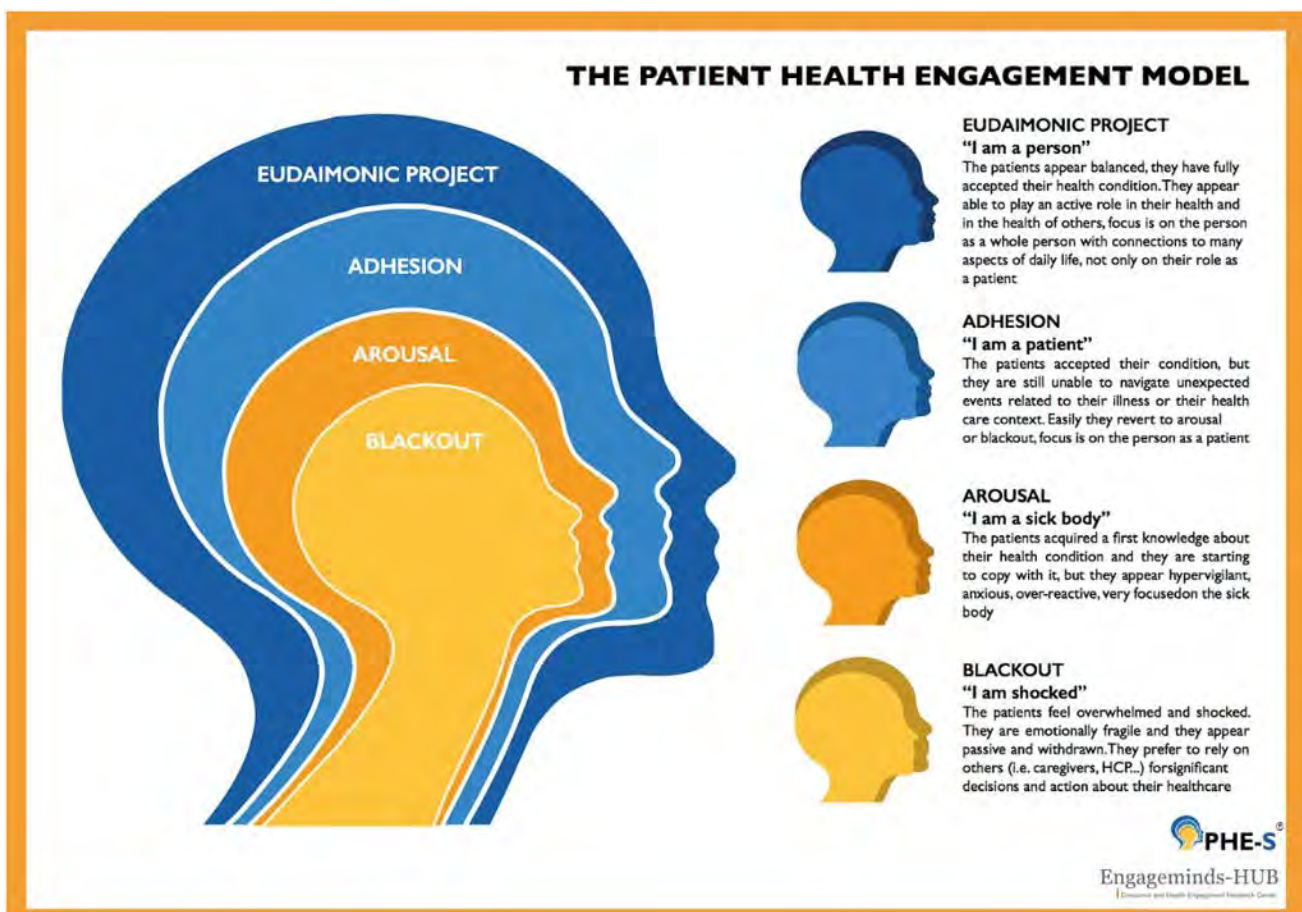 THE PATIENT HEALTH ENGAGEMENT MODEL
EUDAIMONIC PROJECT
ADHESION
AROUSAL
BLACKOUT
EUDAIMONIC PROJECT
“I am a person”
The patients appear balanced, they have fully
accepted their health condition. They appear
able to play an active role in their health and
in the health of others, focus is on the person
as a whole person with connections to many
aspects of daily life, not only on their role as
a patient
ADHESION
“I am a patient”
The patients accepted their condition, but
they are still unable to navigate unexpected
events related to their illness or their health
care context. Easily they revert to arousal
or blackout, focus is on the person as a patient
AROUSAL
“I am a sick body”
The patients acquired a first knowledge about
their health condition and they are starting
to copy with it, but they appear hypervigilant,
anxious, over-reactive, very focusedon the sick
body
BLACKOUT
“I am shocked”
The patients feel overwhelmed and shocked.
They are emotionally fragile and they appear
passive and withdrawn. They prefer to rely on
others (i.e. caregivers, HCP...) forsignificant
decisions and action about their healthcare
PHE-S®
Engageminds-HUB
Consumer and Health Engagement Research Center